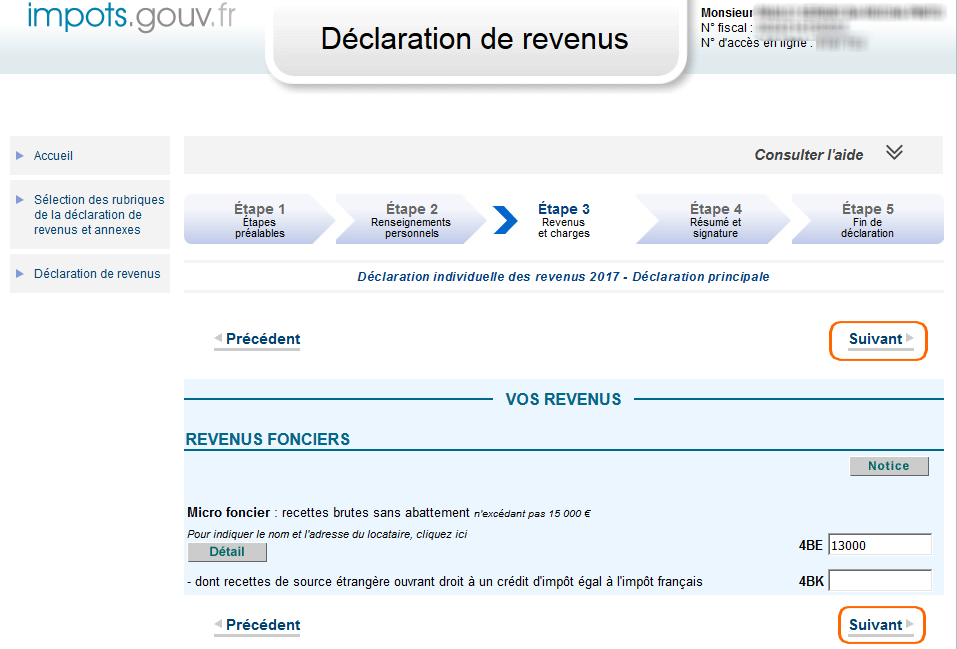 impots.gouv.fr
Déclaration de revenus
Monsieur
N° fiscal :
N° d'accès en ligne :
Accueil
Sélection des rubriques
de la déclaration de
revenus et annexes
Déclaration de revenus
Consulter l'aide
Étape 1
Étapes
préalables
Étape 2
Renseignements
personnels
Étape 3
Revenus
et charges
Étape 4
Résumé et
signature
Étape 5
Fin de
déclaration
Déclaration individuelle des revenus 2017 - Déclaration principale
Précédent
Suivant
VOS REVENUS
REVENUS FONCIERS
Notice
Micro foncier : recettes brutes sans abattement n'excédant pas 15 000 €
Pour indiquer le nom et l'adresse du locataire, cliquez ici
Détail
4BE 13000
- dont recettes de source étrangère ouvrant droit à un crédit d'impôt égal à l'impôt français 4BK
Précédent
Suivant